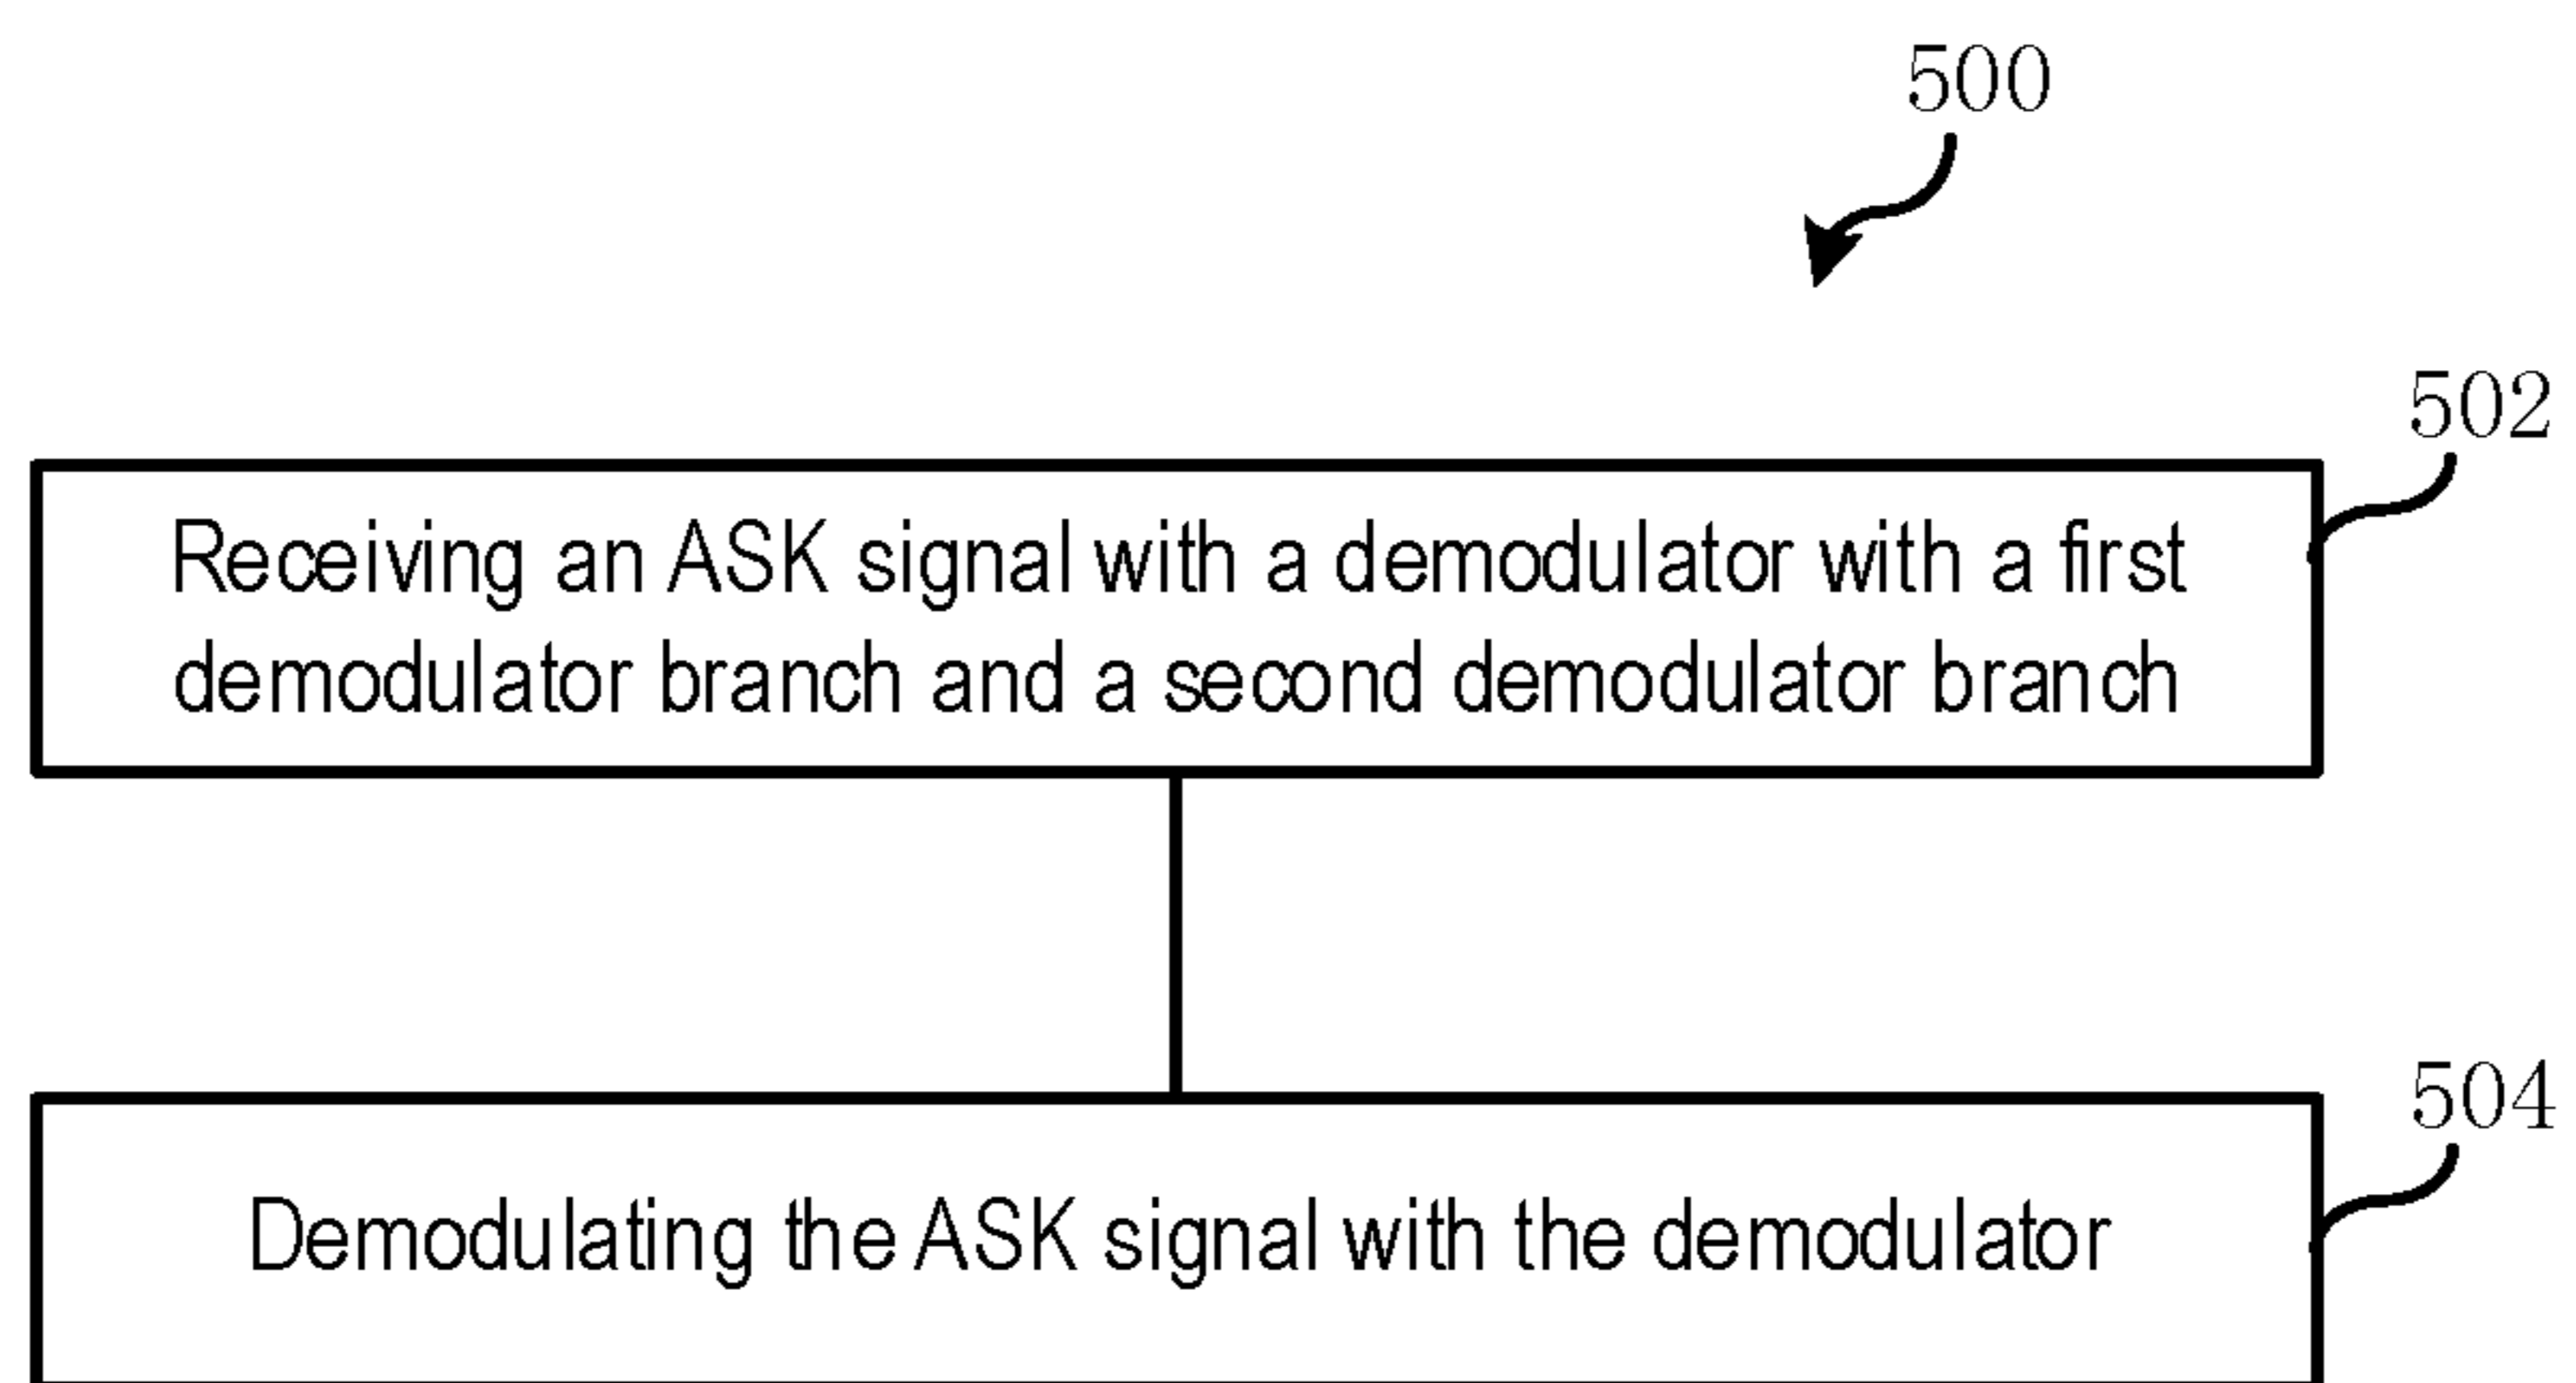 500
502
Receiving an ASK signal with a demodulator with a first
demodulator branch and a second demodulator branch
504
Demodulating the ASK signal with the demodulator